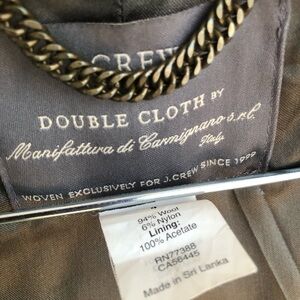 CREW
DOUBLE CLOTH BY
Manifattura di Carmignano s.r.l.
Italy
WOVEN EXCLUSIVELY FOR J.CREW SINCE 1999
94% Wool
6% Nylon
Lining:
100% Acetate
RN77388
CA56445
Made in Sri Lanka